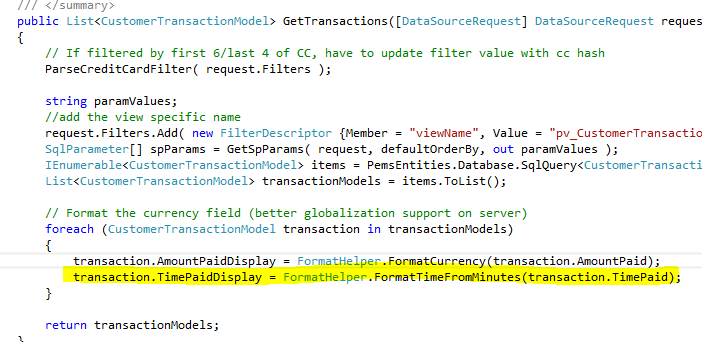 /// </summary>
public List<CustomerTransactionModel> GetTransactions([DataSourceRequest] DataSourceRequest reque
{
// If filtered by first 6/last 4 of CC, have to update filter value with cc hash
ParseCreditCardFilter( request.Filters );
string paramValues;
//add the view specific name
request.Filters.Add( new FilterDescriptor {Member = "viewName", Value = "pv_CustomerTransactio
SqlParameter[] spParams = GetSpParams( request, defaultOrderBy, out paramValues );
IEnumerable<CustomerTransactionModel> items = PemsEntities.Database.SqlQuery<CustomerTransacti
List<CustomerTransactionModel> transactionModels = items.ToList();
// Format the currency field (better globalization support on server)
foreach (CustomerTransactionModel transaction in transactionModels)
{
transaction.AmountPaidDisplay = FormatHelper.FormatCurrency(transaction.AmountPaid);
transaction.TimePaidDisplay = FormatHelper.FormatTimeFromMinutes(transaction.TimePaid);
}
return transactionModels;
}